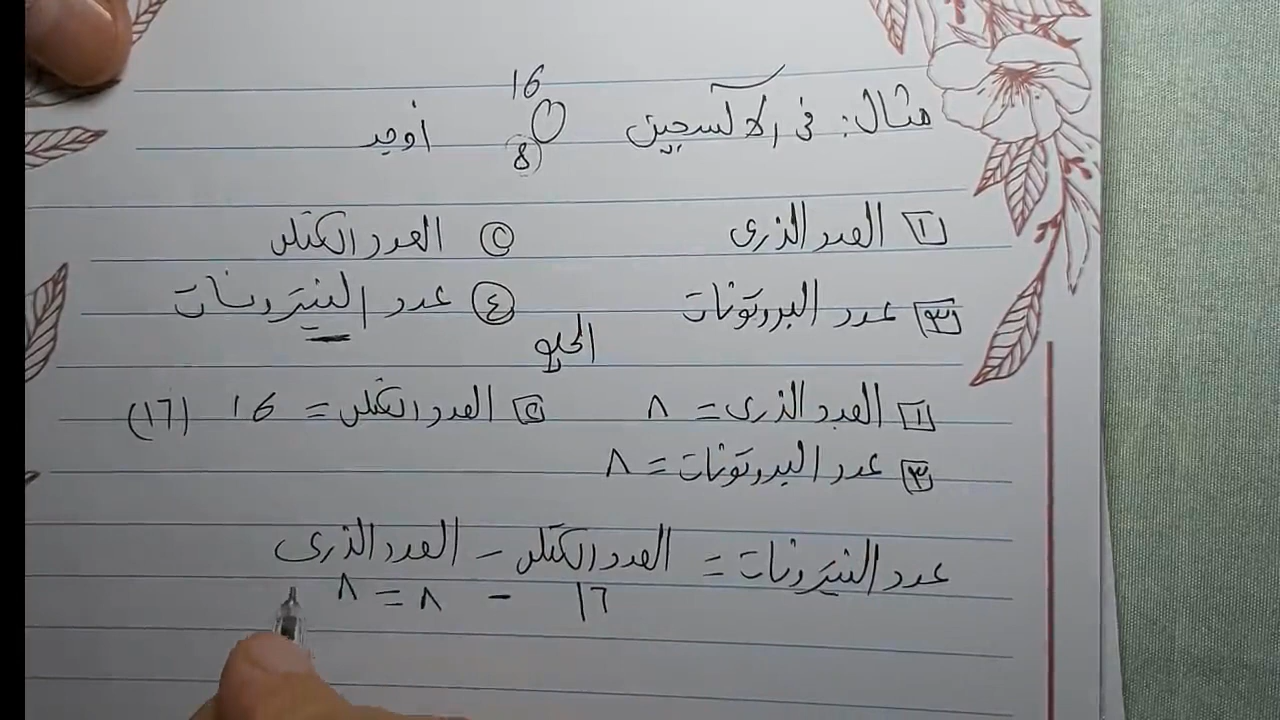 مثال: فى الآكسجين 16 O 8 أوجد
١ العدد الذرى ٢ العدد الكتلى
٣ عدد البروتونات ٤ عدد النيترونات
الحلو
١ العدد الذرى = ٨ ٢ العدد الكتلى = 16 (١٦)
٣ عدد البروتونات = ٨
عدد النيترونات = العدد الكتلى - العدد الذرى
١٦ - ٨ = ٨